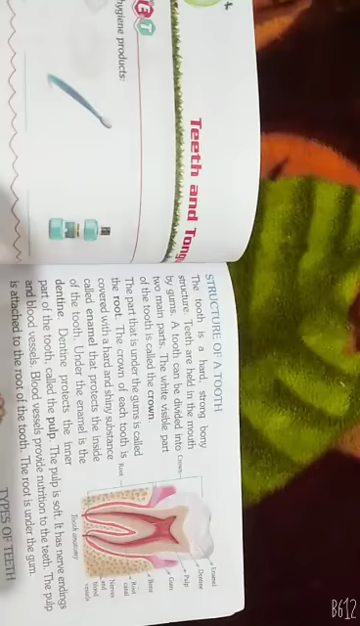 E T
hygiene products:
Teeth and Tong
STRUCTURE OF A TOOTH
The tooth is a hard, strong bony
structure. Teeth are held in the mouth
by gums. A tooth can be divided into
two main parts. The white visible part
of the tooth is called the crown.
The part that is under the gums is called
the root. The crown of each tooth is
covered with a hard and shiny substance
called enamel that protects the inside
of the tooth. Under the enamel is the
dentine. Dentine protects the inner
part of the tooth, called the pulp. The pulp is soft. It has nerve endings
and blood vessels. Blood vessels provide nutrition to the teeth. The pulp
is attached to the root of the tooth. The root is under the gum.
Crown
Root
Enamel
Dentine
Pulp
Gum
Bone
Root
canal
Nerves
and
blood
vessels
Tooth anatomy
TYPES OF TEETH
B612